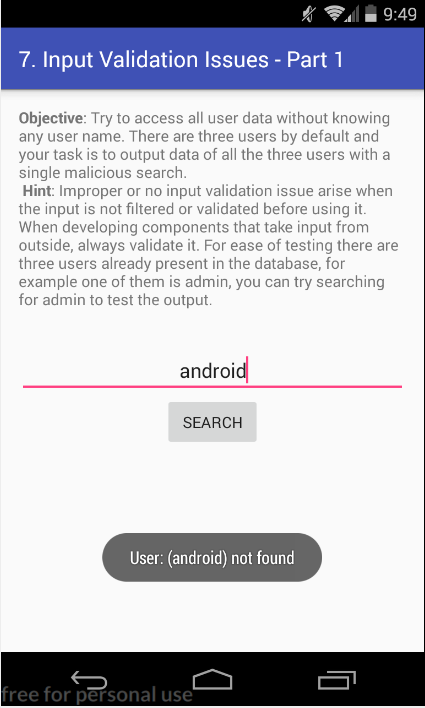 9:49
7. Input Validation Issues - Part 1
Objective: Try to access all user data without knowing
any user name. There are three users by default and
your task is to output data of all the three users with a
single malicious search.
Hint: Improper or no input validation issue arise when
the input is not filtered or validated before using it.
When developing components that take input from
outside, always validate it. For ease of testing there are
three users already present in the database, for
example one of them is admin, you can try searching
for admin to test the output.
android
SEARCH
User: (android) not found
free for personal use